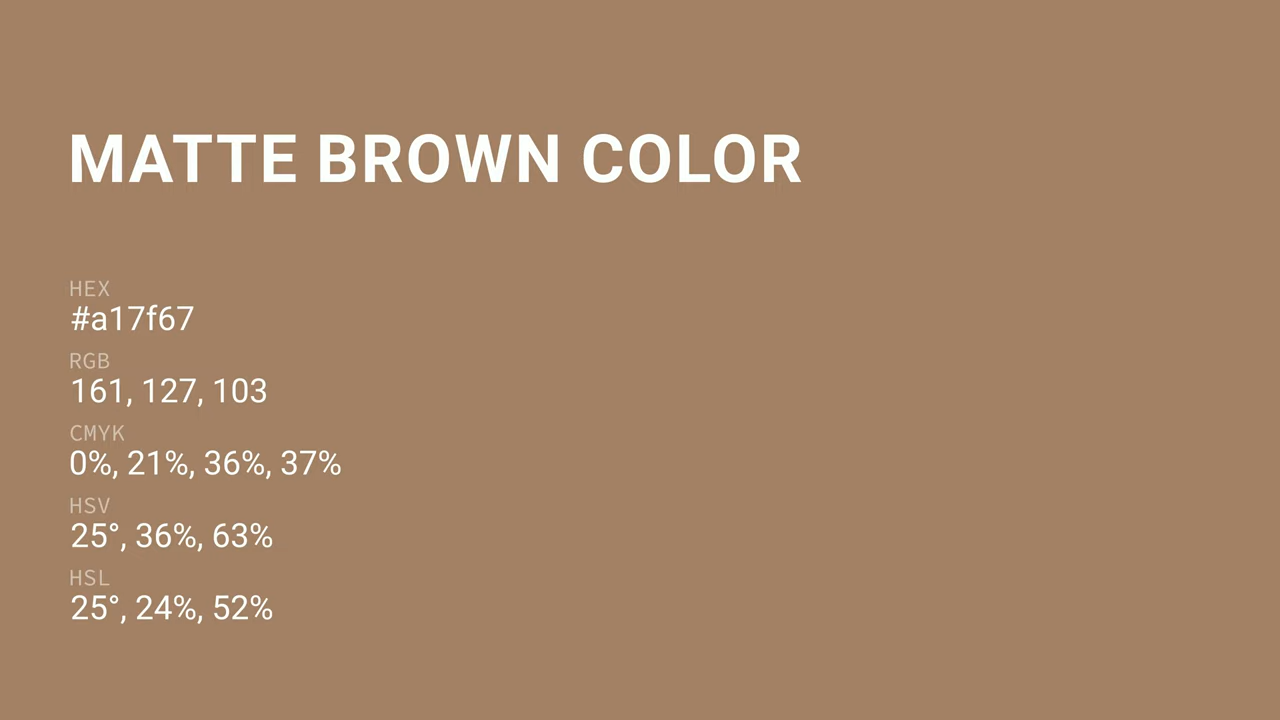 MATTE BROWN COLOR
HEX
#a17f67
RGB
161, 127, 103
CMYK
0%, 21%, 36%, 37%
HSV
25°, 36%, 63%
HSL
25°, 24%, 52%